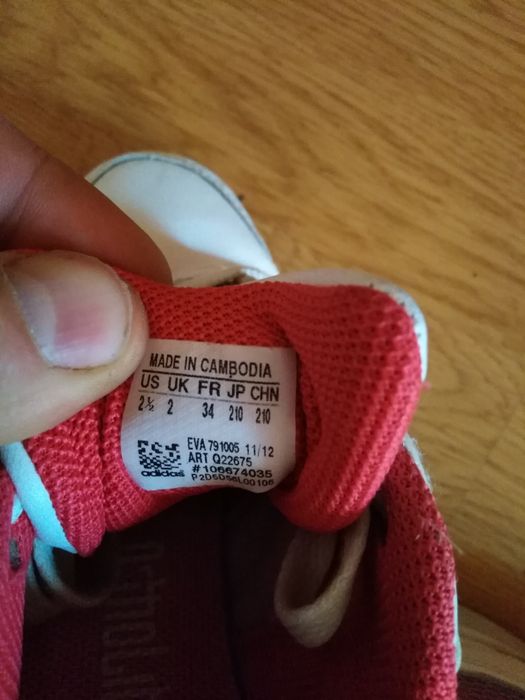 MADE IN CAMBODIA
US UK FR JP CHN
2½ 2 34 210 210
EVA 791005 11/12
ART Q22675
#106674035
adidas P2D6D56L00106